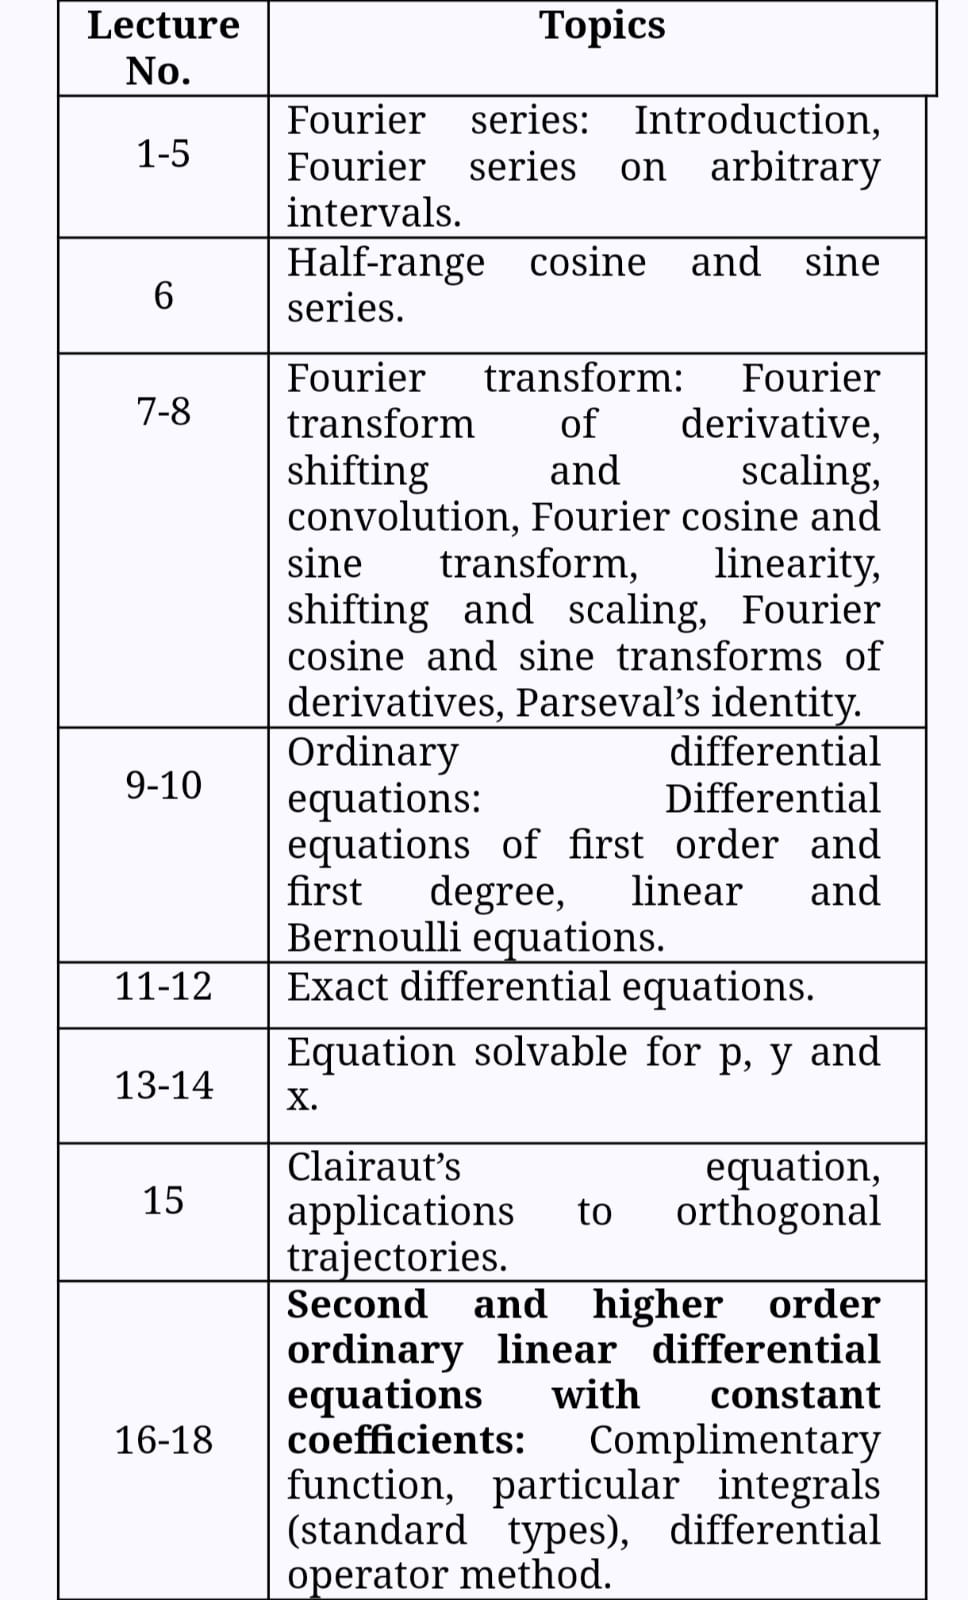 Lecture No.
Topics
1-5
Fourier series: Introduction,
Fourier series on arbitrary
intervals.
6
Half-range cosine and sine
series.
7-8
Fourier transform: Fourier
transform of derivative,
shifting and scaling,
convolution, Fourier cosine and
sine transform, linearity,
shifting and scaling, Fourier
cosine and sine transforms of
derivatives, Parseval’s identity.
9-10
Ordinary differential
equations: Differential
equations of first order and
first degree, linear and
Bernoulli equations.
11-12
Exact differential equations.
13-14
Equation solvable for p, y and
x.
15
Clairaut’s equation,
applications to orthogonal
trajectories.
16-18
Second and higher order
ordinary linear differential
equations with constant
coefficients: Complimentary
function, particular integrals
(standard types), differential
operator method.